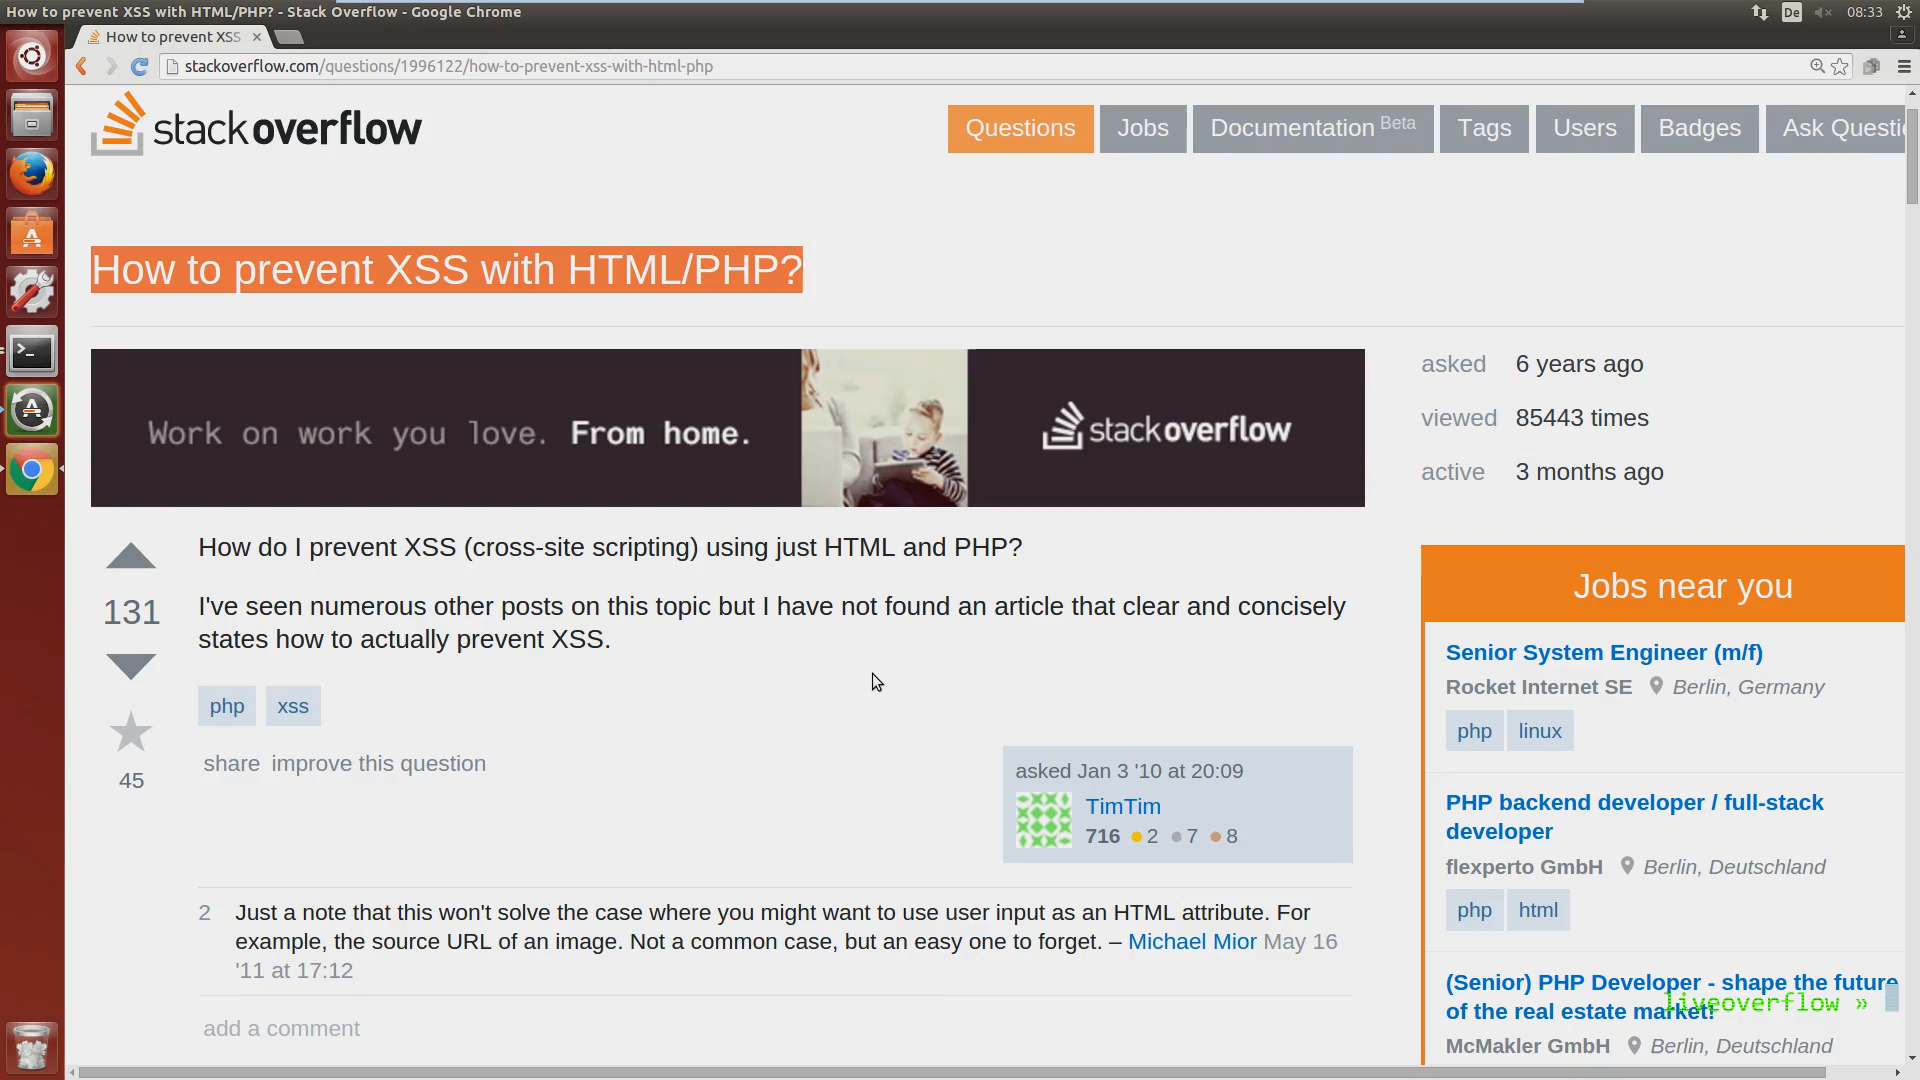 How to prevent XSS with HTML/PHP? - Stack Overflow - Google Chrome
De
08:33
How to prevent XSS
stackoverflow.com/questions/1996122/how-to-prevent-xss-with-html-php
stackoverflow
Questions
Jobs
Documentation Beta
Tags
Users
Badges
Ask Questi
How to prevent XSS with HTML/PHP?
Work on work you love. From home.
stackoverflow
asked 6 years ago
viewed 85443 times
active 3 months ago
131
45
How do I prevent XSS (cross-site scripting) using just HTML and PHP?
I've seen numerous other posts on this topic but I have not found an article that clear and concisely
states how to actually prevent XSS.
php xss
share improve this question
asked Jan 3 '10 at 20:09
TimTim
716 2 7 8
2 Just a note that this won't solve the case where you might want to use user input as an HTML attribute. For
example, the source URL of an image. Not a common case, but an easy one to forget. – Michael Mior May 16
'11 at 17:12
add a comment
Jobs near you
Senior System Engineer (m/f)
Rocket Internet SE Berlin, Germany
php linux
PHP backend developer / full-stack
developer
flexperto GmbH Berlin, Deutschland
php html
(Senior) PHP Developer - shape the future
of the real estate market!
liveoverflow »
McMakler GmbH Berlin, Deutschland